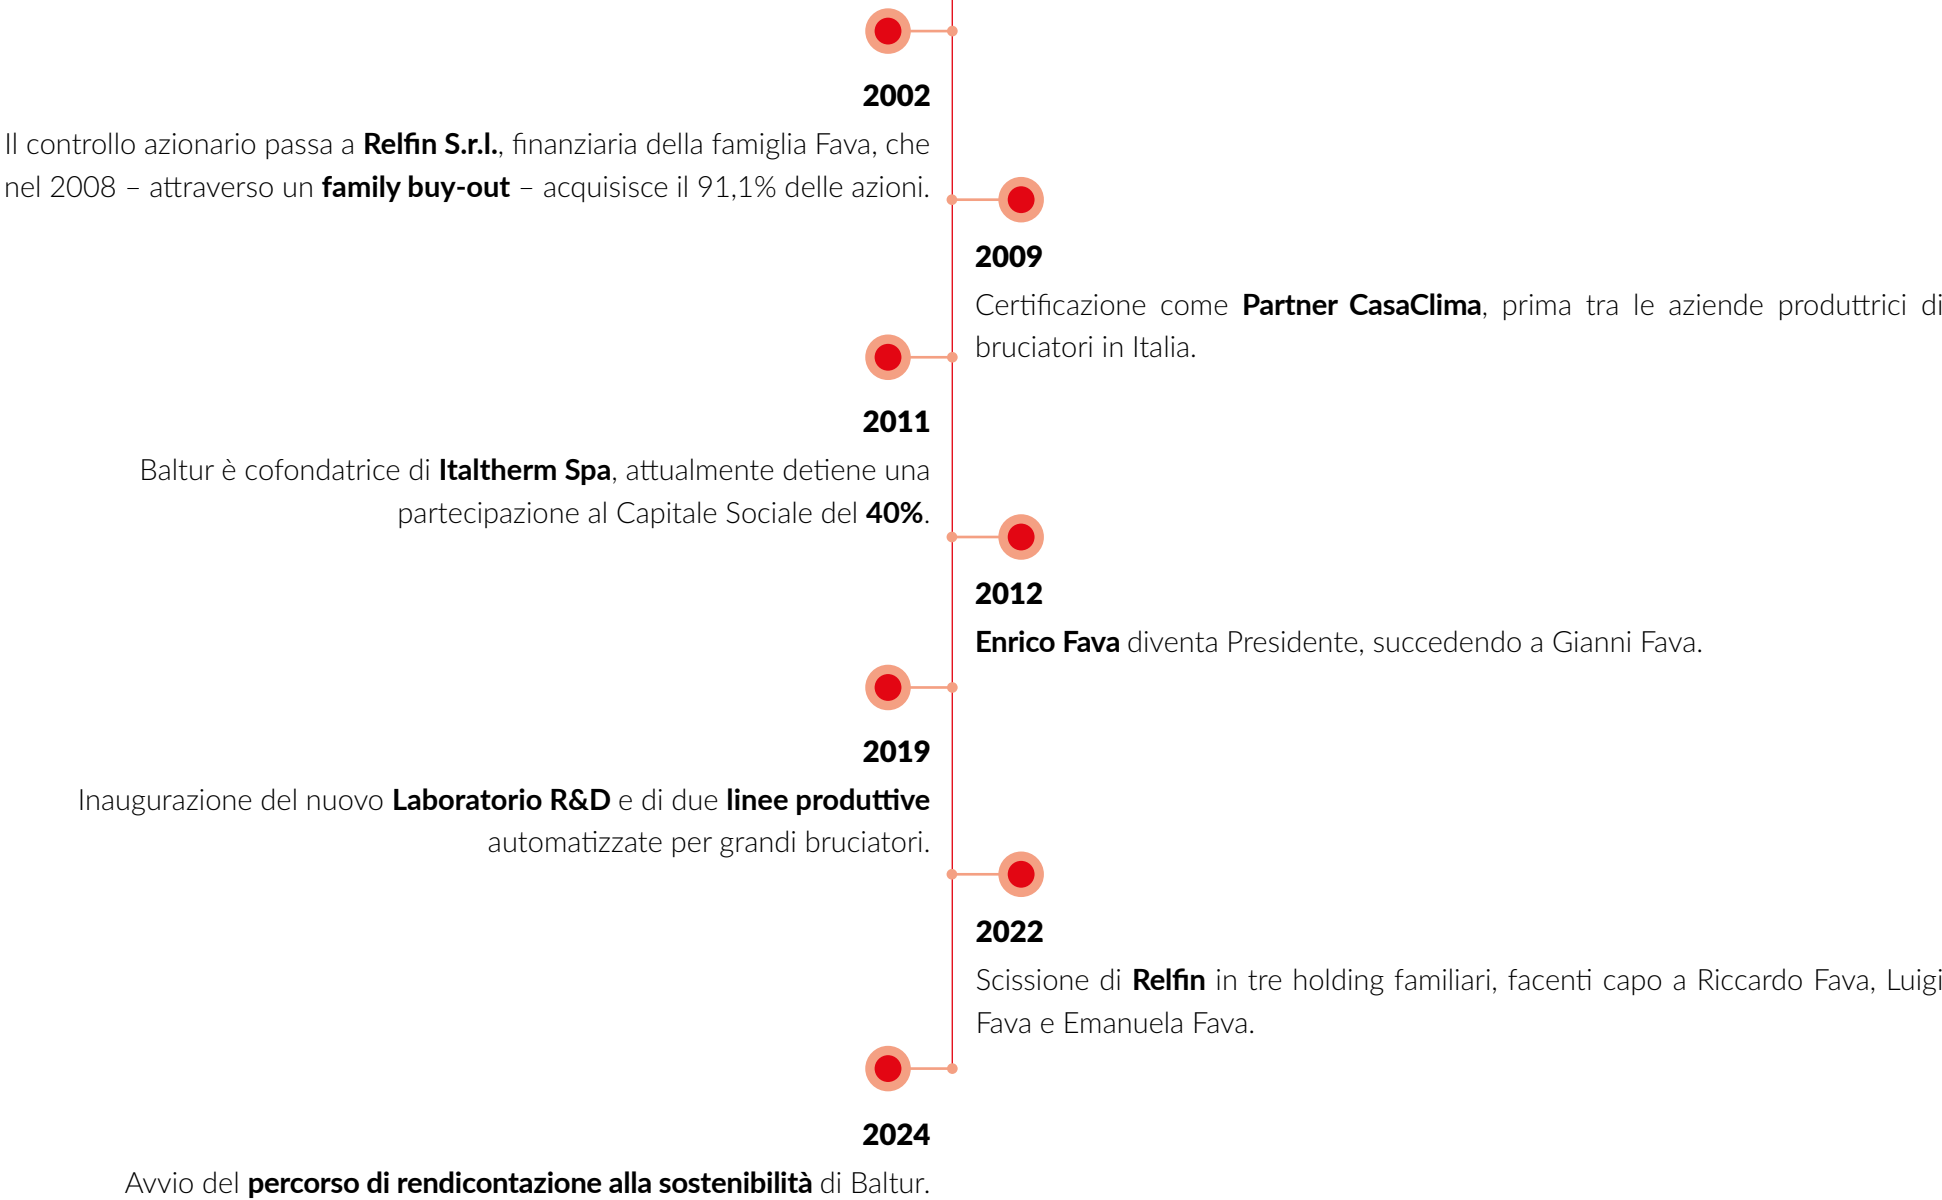 2002
Il controllo azionario passa a Relfin S.r.l., finanziaria della famiglia Fava, che
nel 2008 – attraverso un family buy-out – acquisisce il 91,1% delle azioni.
2009
Certificazione come Partner CasaClima, prima tra le aziende produttrici di
bruciatori in Italia.
2011
Baltur è cofondatrice di Italtherm Spa, attualmente detiene una
partecipazione al Capitale Sociale del 40%.
2012
Enrico Fava diventa Presidente, succedendo a Gianni Fava.
2019
Inaugurazione del nuovo Laboratorio R&D e di due linee produttive
automatizzate per grandi bruciatori.
2022
Scissione di Relfin in tre holding familiari, facenti capo a Riccardo Fava, Luigi
Fava e Emanuela Fava.
2024
Avvio del percorso di rendicontazione alla sostenibilità di Baltur.